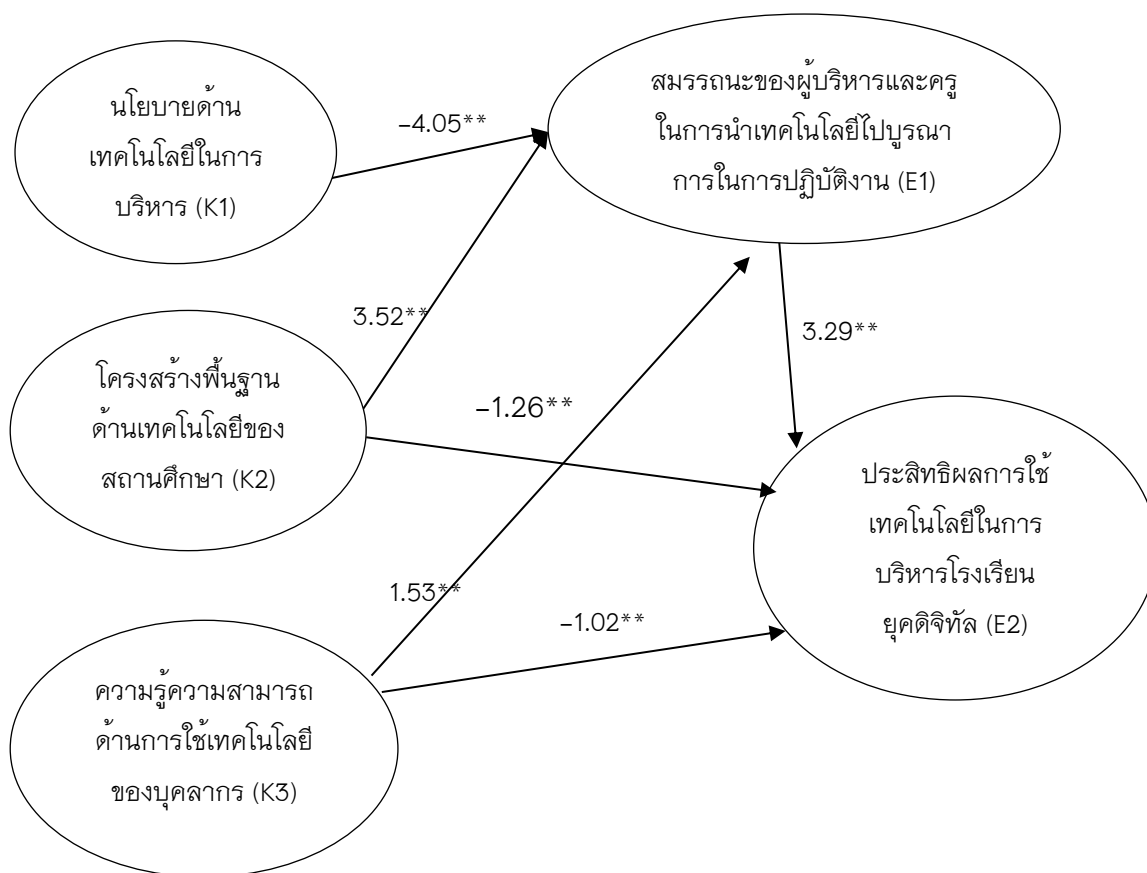 นโยบายด้าน
เทคโนโลยีในการ
บริหาร (K1)
–4.05**
สมรรถนะของผู้บริหารและครู
ในการนำเทคโนโลยีไปบูรณา
การในการปฏิบัติงาน (E1)
3.52**
3.29**
โครงสร้างพื้นฐาน
ด้านเทคโนโลยีของ
สถานศึกษา (K2)
–1.26**
ประสิทธิผลการใช้
เทคโนโลยีในการ
บริหารโรงเรียน
ยุคดิจิทัล (E2)
1.53**
–1.02**
ความรู้ความสามารถ
ด้านการใช้เทคโนโลยี
ของบุคลากร (K3)